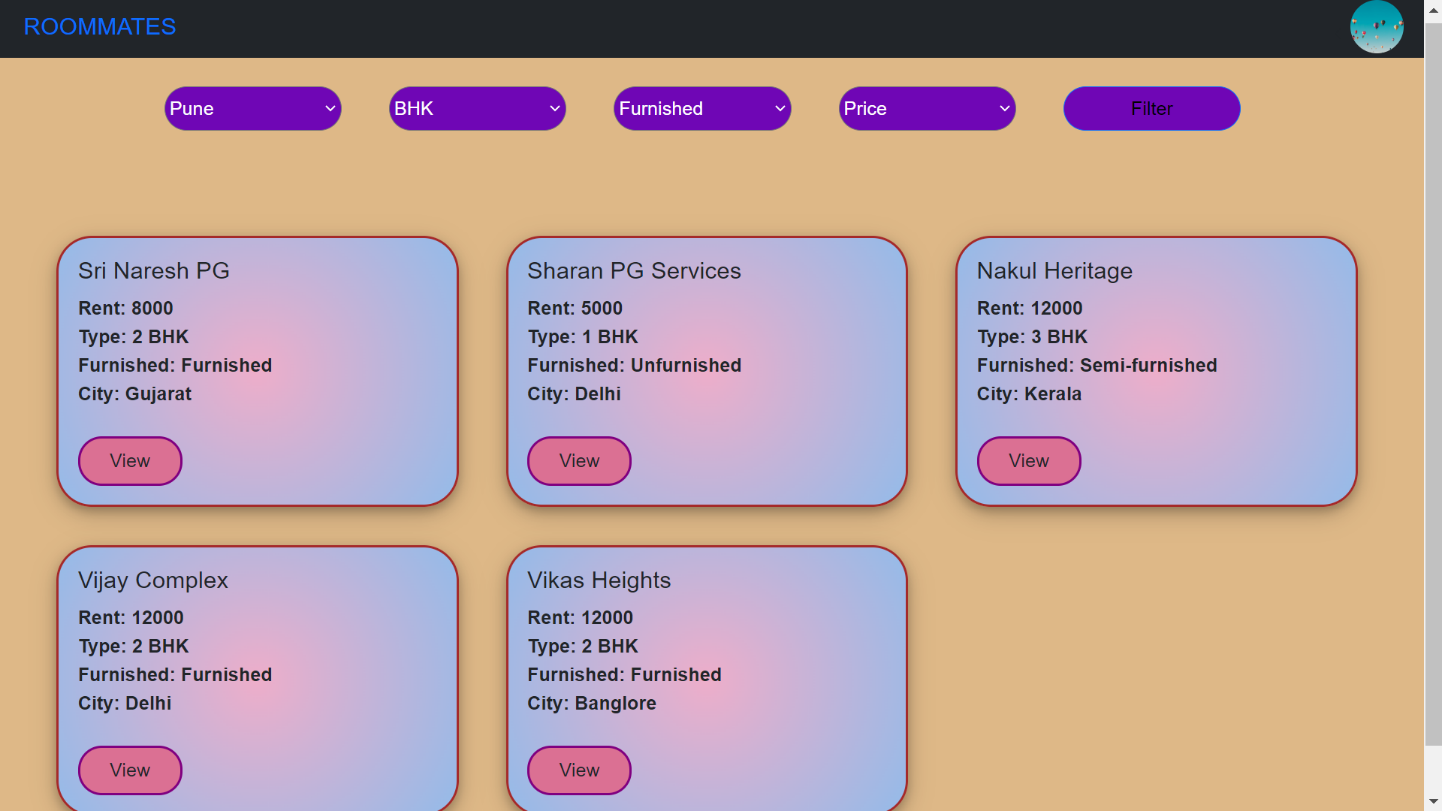 ROOMMATES
Pune BHK Furnished Price Filter
Sri Naresh PG
Rent: 8000
Type: 2 BHK
Furnished: Furnished
City: Gujarat
View
Sharan PG Services
Rent: 5000
Type: 1 BHK
Furnished: Unfurnished
City: Delhi
View
Nakul Heritage
Rent: 12000
Type: 3 BHK
Furnished: Semi-furnished
City: Kerala
View
Vijay Complex
Rent: 12000
Type: 2 BHK
Furnished: Furnished
City: Delhi
View
Vikas Heights
Rent: 12000
Type: 2 BHK
Furnished: Furnished
City: Banglore
View